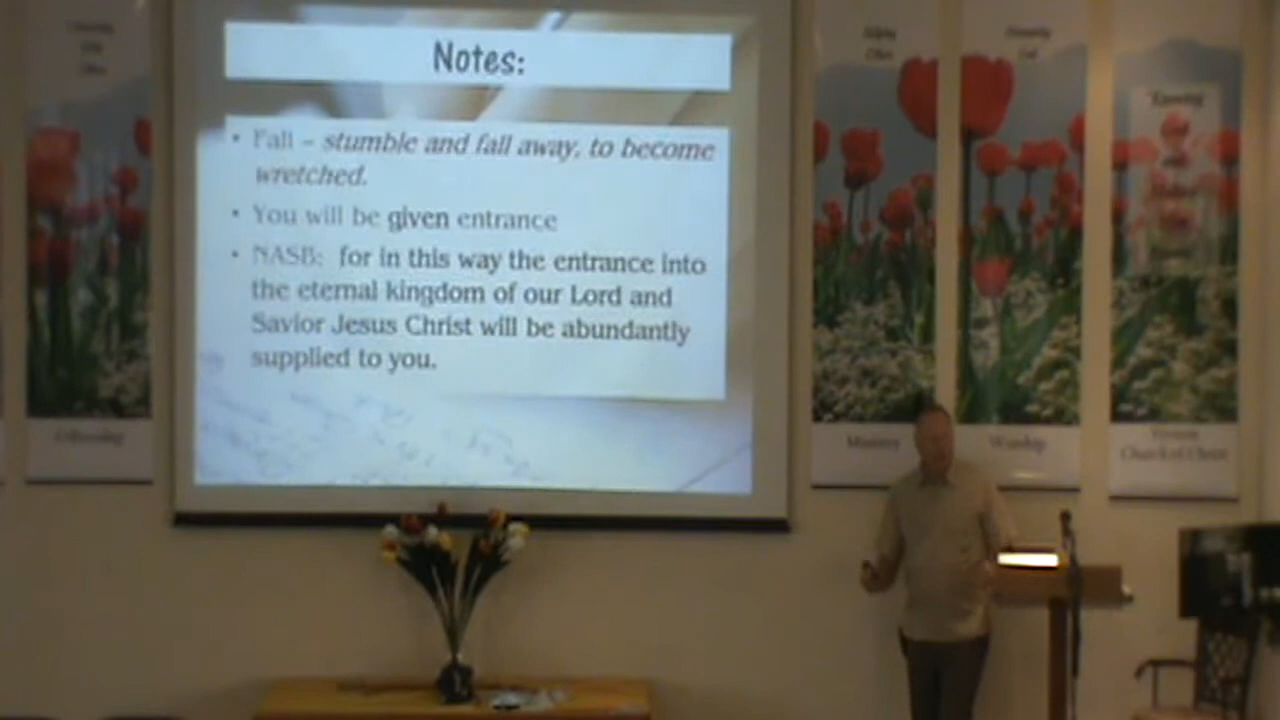 Notes:
• Fall – stumble and fall away, to become
wretched.
• You will be given entrance
• NASB: for in this way the entrance into
the eternal kingdom of our Lord and
Savior Jesus Christ will be abundantly
supplied to you.
Ministry
Worship
Church of Christ